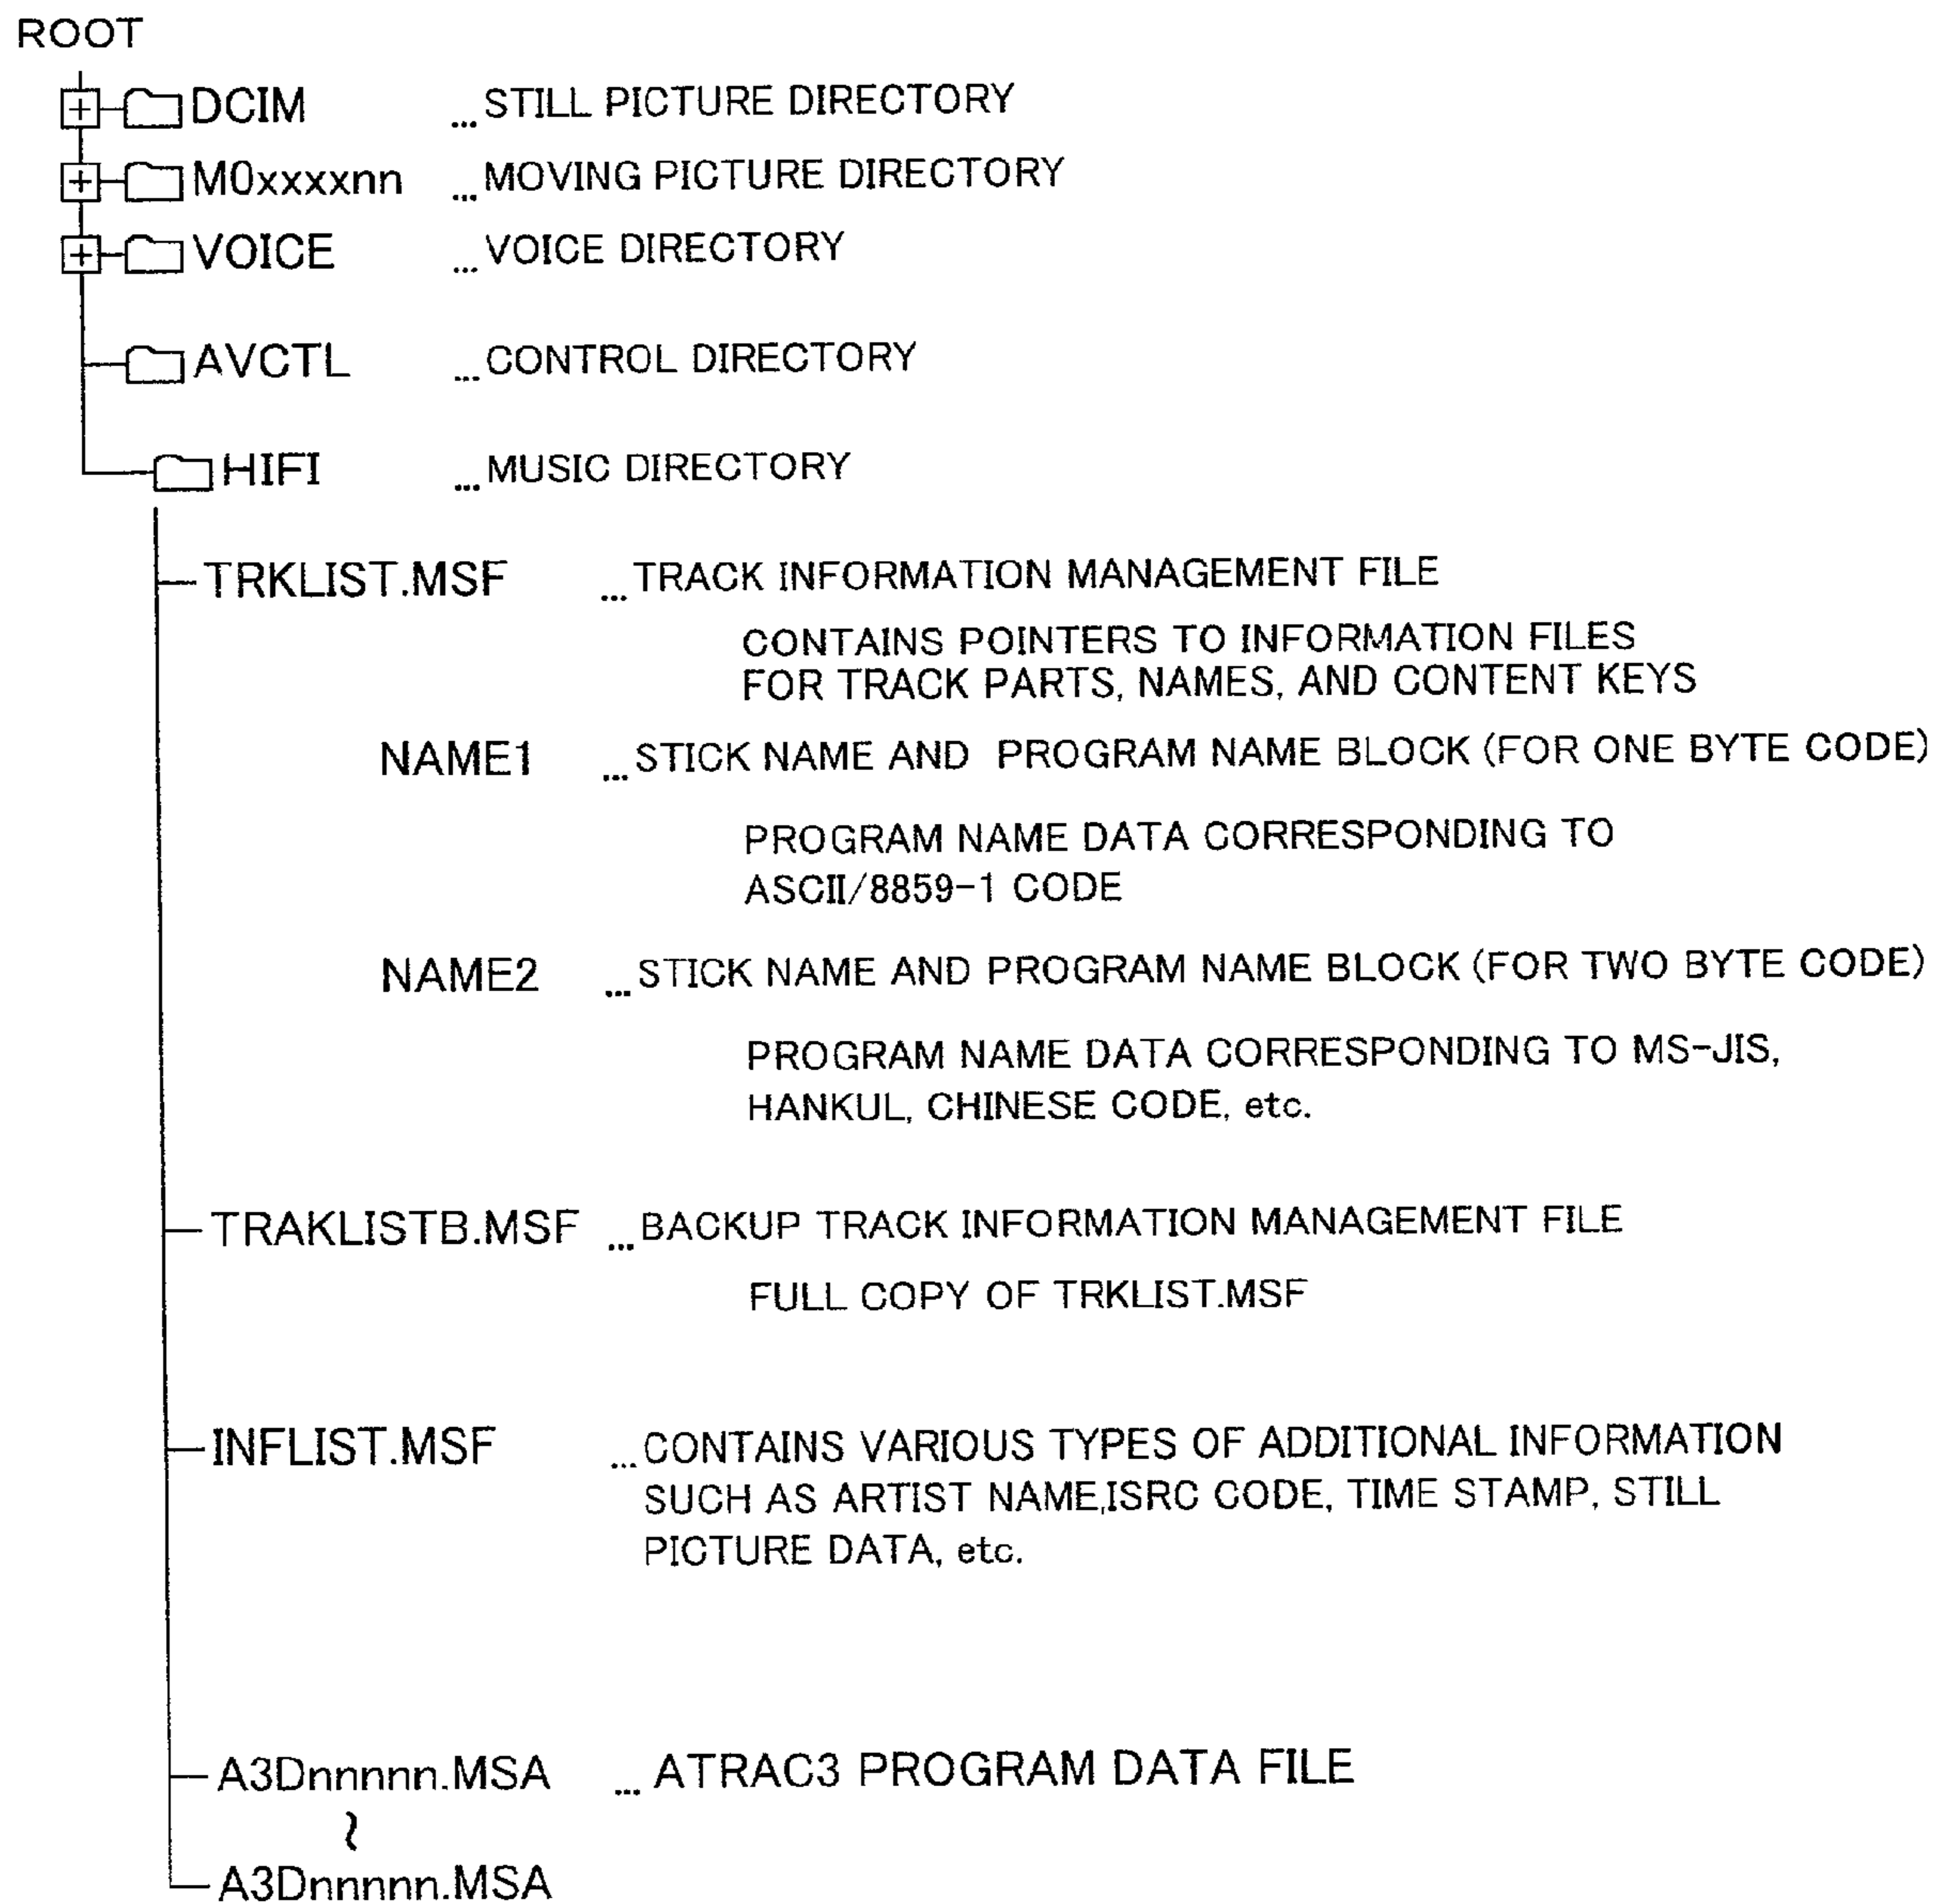 ROOT
DCIM ... STILL PICTURE DIRECTORY
M0xxxxnn ... MOVING PICTURE DIRECTORY
VOICE ... VOICE DIRECTORY
AVCTL ... CONTROL DIRECTORY
HIFI ... MUSIC DIRECTORY
TRKLIST.MSF ... TRACK INFORMATION MANAGEMENT FILE
CONTAINS POINTERS TO INFORMATION FILES
FOR TRACK PARTS, NAMES, AND CONTENT KEYS
NAME1 ... STICK NAME AND PROGRAM NAME BLOCK (FOR ONE BYTE CODE)
PROGRAM NAME DATA CORRESPONDING TO
ASCII/8859-1 CODE
NAME2 ... STICK NAME AND PROGRAM NAME BLOCK (FOR TWO BYTE CODE)
PROGRAM NAME DATA CORRESPONDING TO MS-JIS,
HANKUL, CHINESE CODE, etc.
TRAKLISTB.MSF ... BACKUP TRACK INFORMATION MANAGEMENT FILE
FULL COPY OF TRKLIST.MSF
INFLIST.MSF ... CONTAINS VARIOUS TYPES OF ADDITIONAL INFORMATION
SUCH AS ARTIST NAME,ISRC CODE, TIME STAMP, STILL
PICTURE DATA, etc.
A3Dnnnnn.MSA ... ATRAC3 PROGRAM DATA FILE
~
A3Dnnnnn.MSA